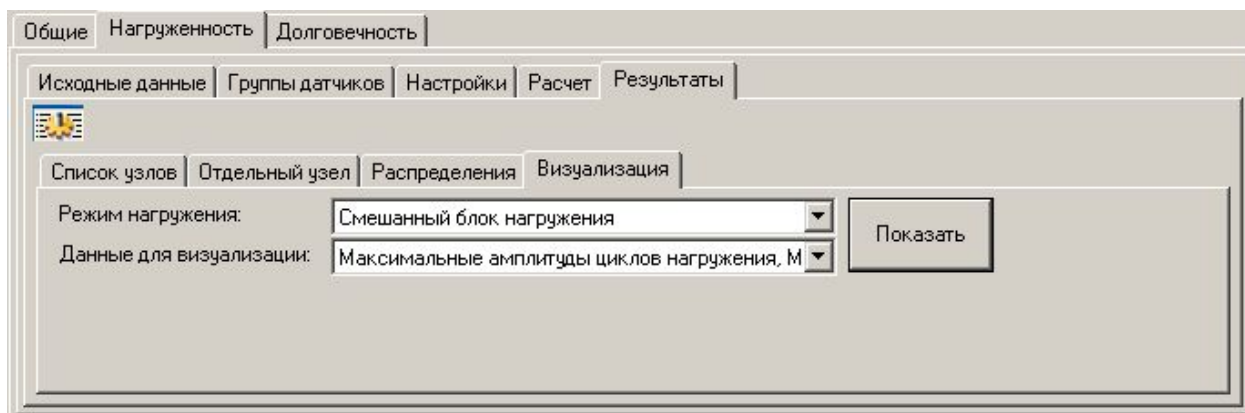 Общие Нагруженность Долговечность
Исходные данные Группы датчиков Настройки Расчет Результаты
Список узлов Отдельный узел Распределения Визуализация
Режим нагружения: Смешанный блок нагружения Показать
Данные для визуализации: Максимальные амплитуды циклов нагружения, М